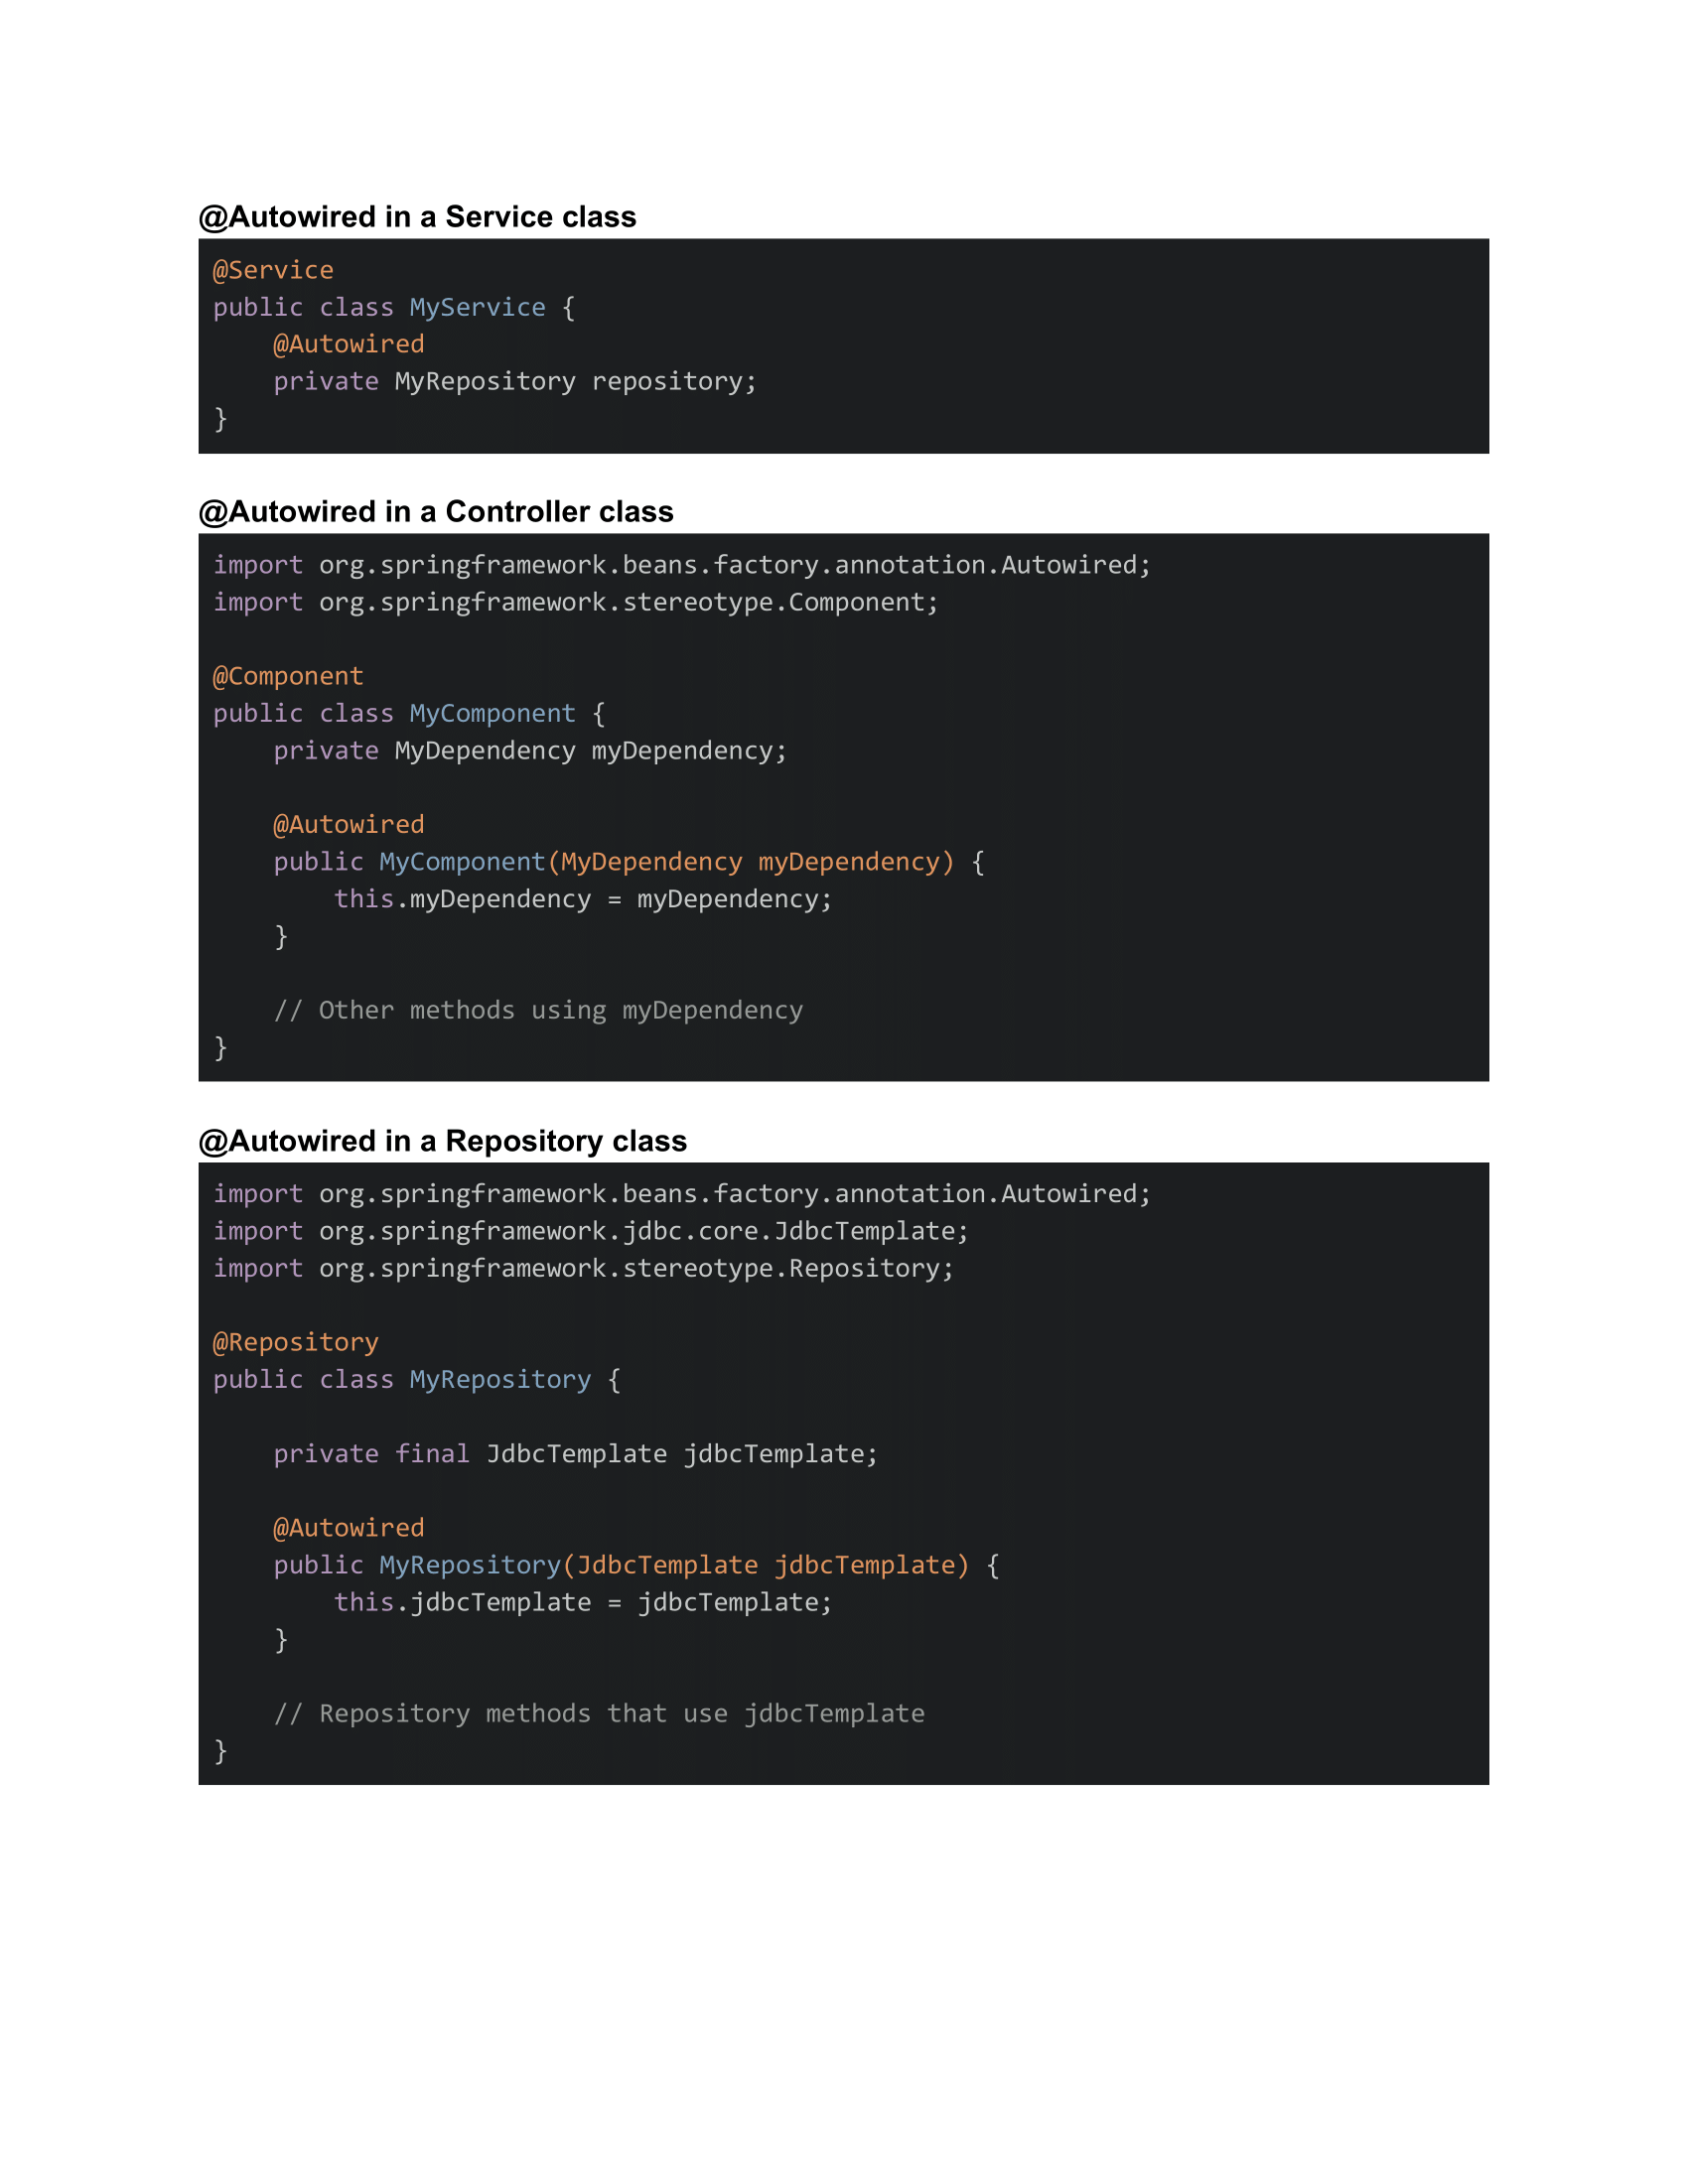 @Autowired in a Service class
@Service
public class MyService {
    @Autowired
    private MyRepository repository;
}
@Autowired in a Controller class
import org.springframework.beans.factory.annotation.Autowired;
import org.springframework.stereotype.Component;
@Component
public class MyComponent {
    private MyDependency myDependency;
    @Autowired
    public MyComponent(MyDependency myDependency) {
        this.myDependency = myDependency;
    }
    // Other methods using myDependency
}
@Autowired in a Repository class
import org.springframework.beans.factory.annotation.Autowired;
import org.springframework.jdbc.core.JdbcTemplate;
import org.springframework.stereotype.Repository;
@Repository
public class MyRepository {
    private final JdbcTemplate jdbcTemplate;
    @Autowired
    public MyRepository(JdbcTemplate jdbcTemplate) {
        this.jdbcTemplate = jdbcTemplate;
    }
    // Repository methods that use jdbcTemplate
}